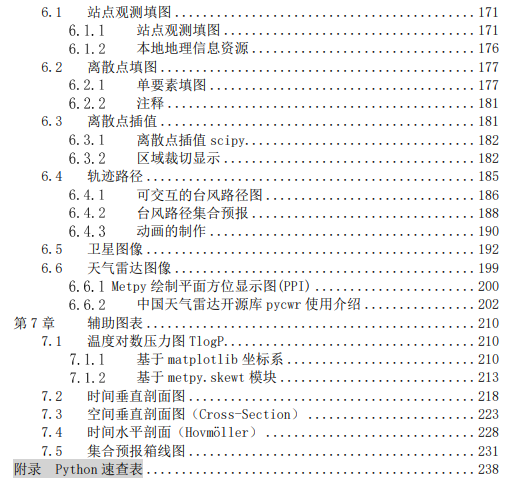 6.1 站点观测填图 171
6.1.1 站点观测填图 171
6.1.2 本地地理信息资源 176
6.2 离散点填图 177
6.2.1 单要素填图 177
6.2.2 注释 181
6.3 离散点插值 181
6.3.1 离散点插值 scipy 182
6.3.2 区域裁切显示 182
6.4 轨迹路径 185
6.4.1 可交互的台风路径图 186
6.4.2 台风路径集合预报 188
6.4.3 动画的制作 190
6.5 卫星图像 192
6.6 天气雷达图像 199
6.6.1 Metpy 绘制平面方位显示图(PPI) 200
6.6.2 中国天气雷达开源库 pycwr 使用介绍 202
第 7 章 辅助图表 210
7.1 温度对数压力图 TlogP 210
7.1.1 基于 matplotlib 坐标系 210
7.1.2 基于 metpy.skewt 模块 213
7.2 时间垂直剖面图 218
7.3 空间垂直剖面图（Cross-Section） 223
7.4 时间水平剖面（Hovmöller） 228
7.5 集合预报箱线图 231
附录 Python 速查表 238